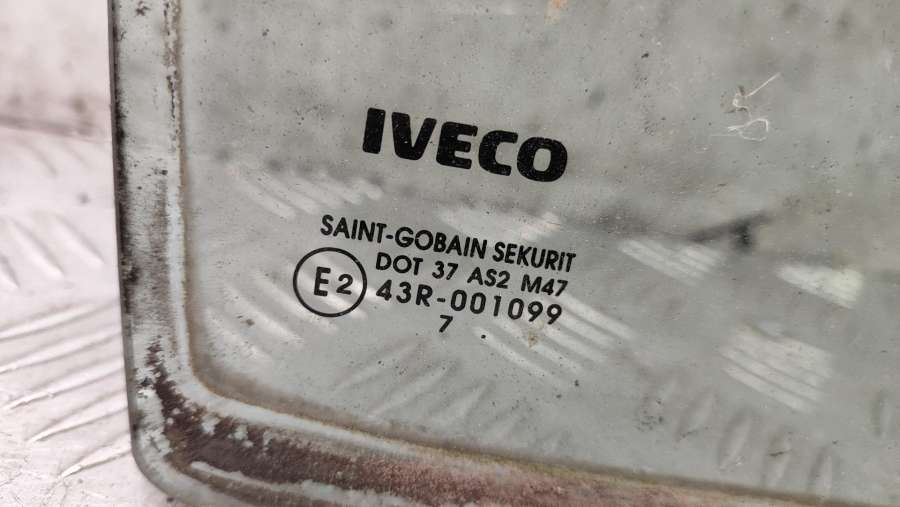 IVECO
SAINT-GOBAIN SEKURIT
DOT 37 AS2 M47
E2 43R-001099
7